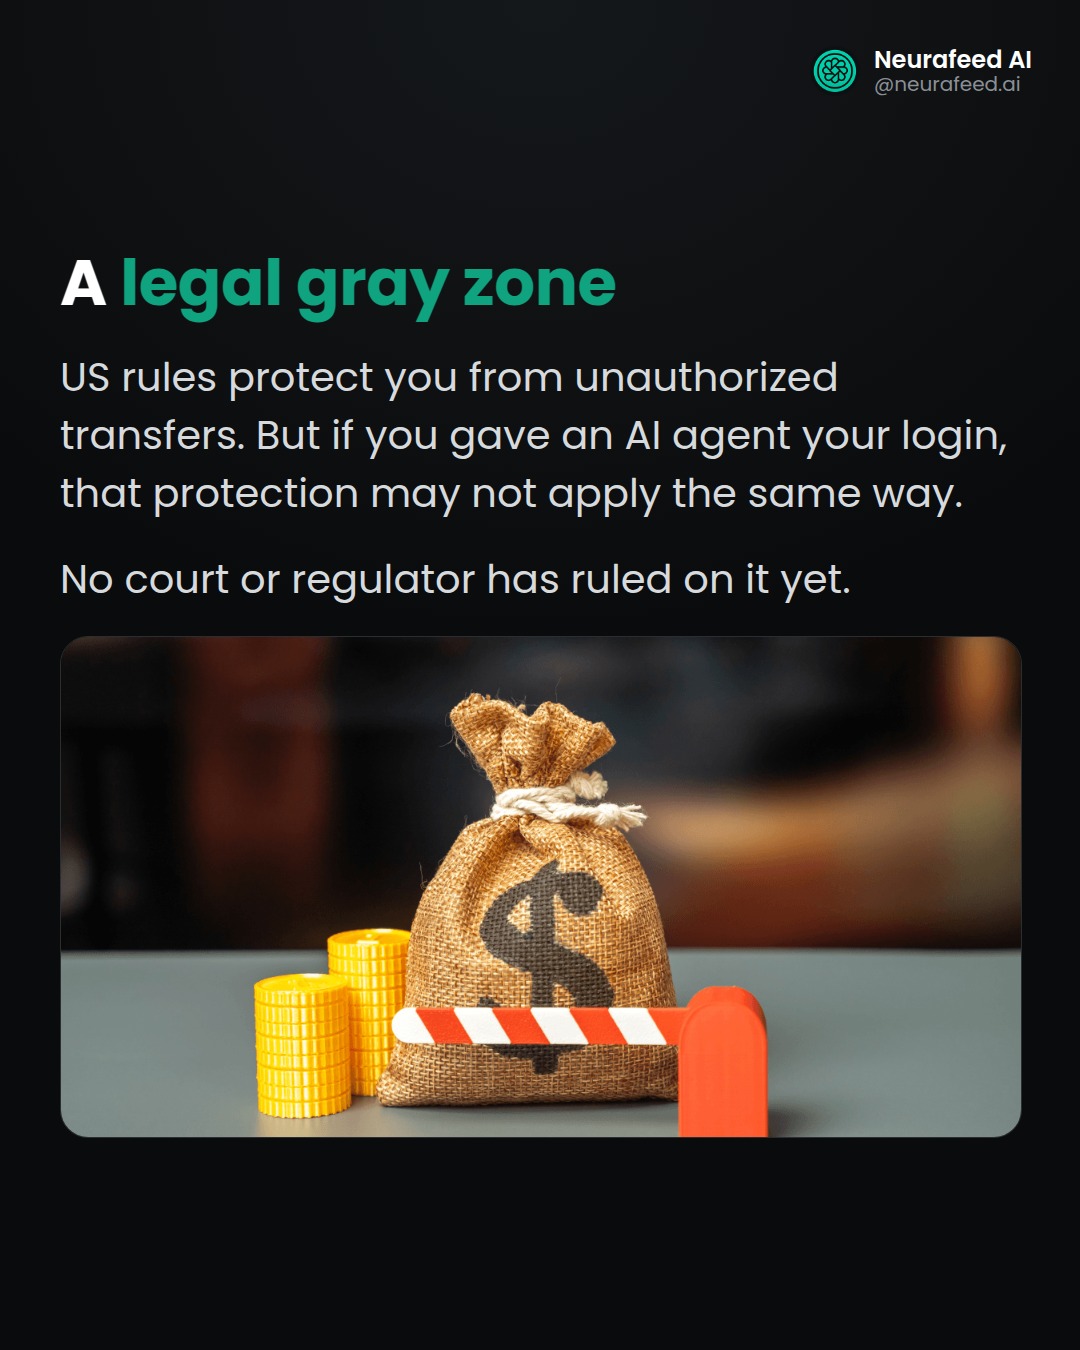 Neurafeed AI
@neurafeed.ai
A legal gray zone
US rules protect you from unauthorized
transfers. But if you gave an AI agent your login,
that protection may not apply the same way.
No court or regulator has ruled on it yet.
$